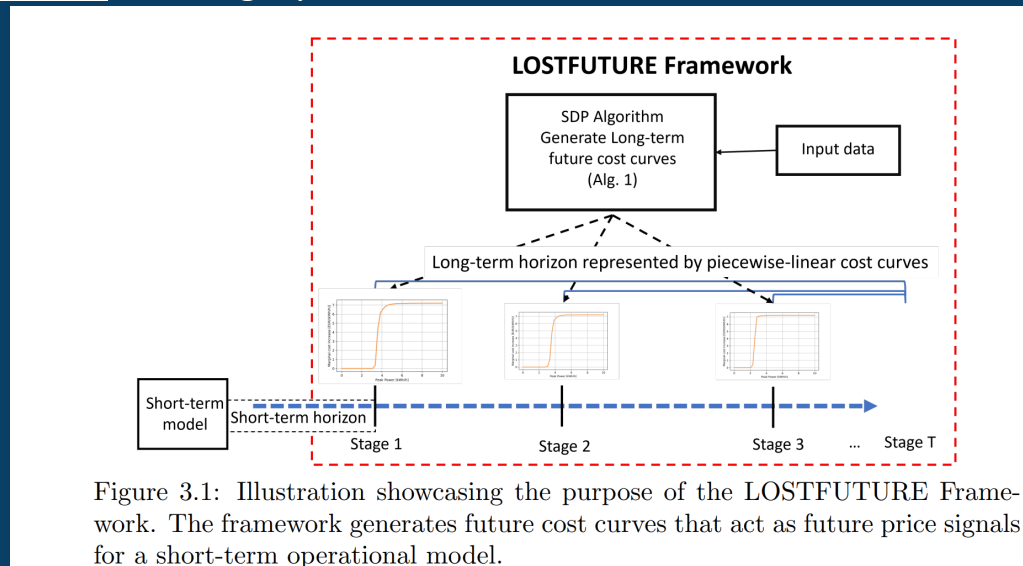 LOSTFUTURE Framework
SDP Algorithm
Generate Long-term
future cost curves
(Alg. 1)
Input data
Long-term horizon represented by piecewise-linear cost curves
Short-term
model
Short-term horizon
Stage 1
Stage 2
Stage 3
...
Stage T
Figure 3.1: Illustration showcasing the purpose of the LOSTFUTURE Frame-
work. The framework generates future cost curves that act as future price signals
for a short-term operational model.